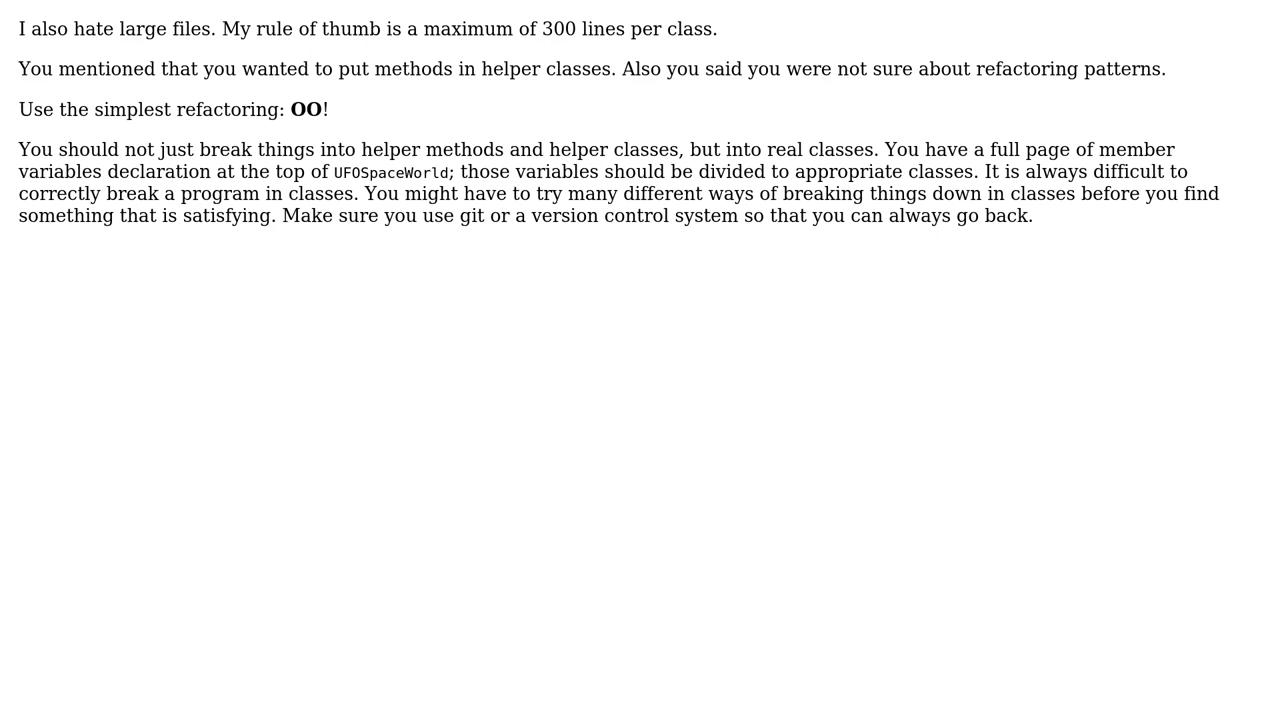 I also hate large files. My rule of thumb is a maximum of 300 lines per class.
You mentioned that you wanted to put methods in helper classes. Also you said you were not sure about refactoring patterns.
Use the simplest refactoring: OO!
You should not just break things into helper methods and helper classes, but into real classes. You have a full page of member
variables declaration at the top of UFOSpaceWorld; those variables should be divided to appropriate classes. It is always difficult to
correctly break a program in classes. You might have to try many different ways of breaking things down in classes before you find
something that is satisfying. Make sure you use git or a version control system so that you can always go back.